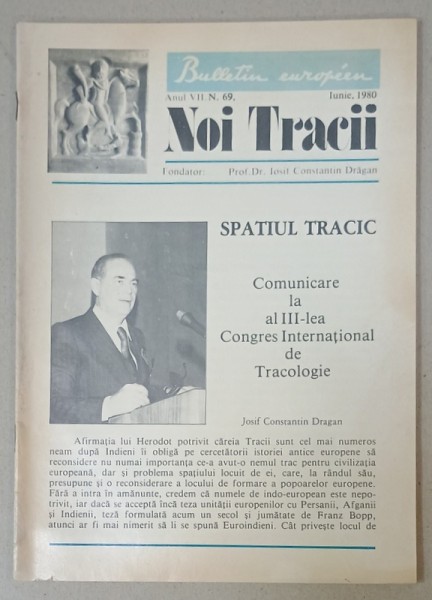 Bulletin européen
Anul VII. N. 69,
Iunie, 1980
Noi Tracii
Fondator: Prof. Dr. Iosif Constantin Drăgan
SPATIUL TRACIC
Comunicare
la
al III-lea
Congres Internaţional
de
Tracologie
Josif Constantin Dragan
Afirmaţia lui Herodot potrivit căreia Tracii sunt cel mai numeros
neam după Indieni îi obligă pe cercetătorii istoriei antice europene să
reconsidere nu numai importanţa ce-a avut-o nemul trac pentru civilizaţia
europeană, dar şi problema spaţiului locuit de ei, care, la rândul său,
presupune şi o reconsiderare a locului de formare a popoarelor europene.
Fără a intra în amănunte, credem că numele de indo-european este nepo-
trivit, iar dacă se acceptă încă teza unităţii europenilor cu Persanii, Afganii
şi Indienii, teză formulată acum un secol şi jumătate de Franz Bopp,
atunci ar fi mai nimerit să li se spună Euroindieni. Cât priveşte locul de